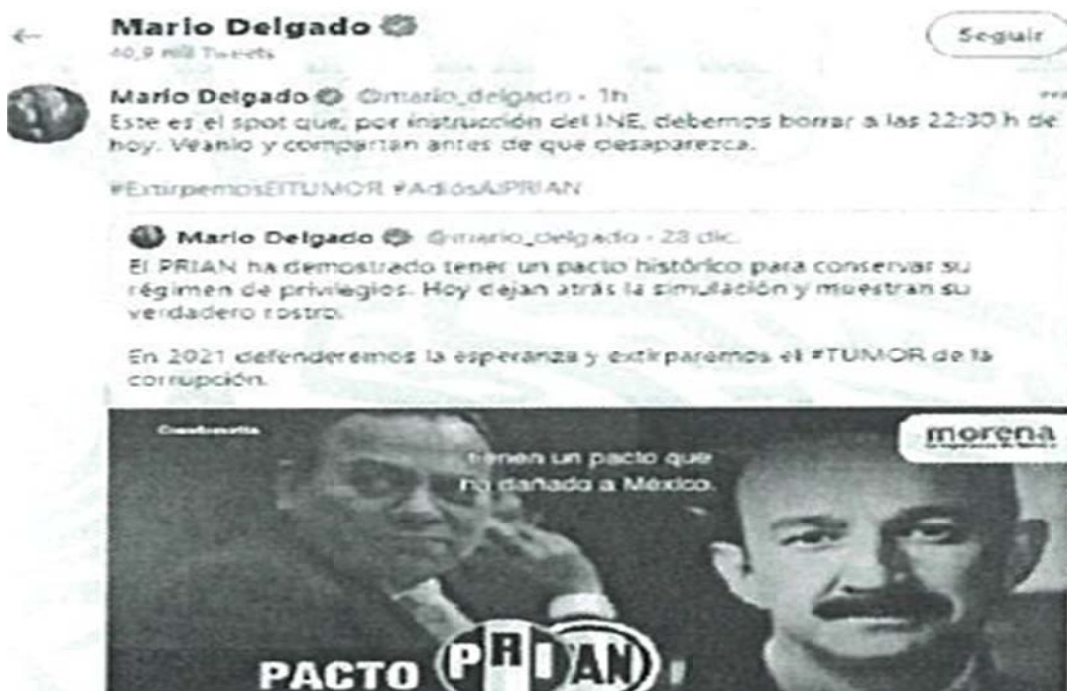 Mario Delgado
40,9 mil Tweets
Seguir
Mario Delgado @mario_delgado · 1h
Este es el spot que, por instrucción del INE, debemos borrar a las 22:30 h de
hoy. Véanlo y compartan antes de que desaparezca.
#ExtirpemosElTUMOR #AdiósAlPRIAN
Mario Delgado @mario_delgado · 23 dic.
El PRIAN ha demostrado tener un pacto histórico para conservar su
régimen de privilegios. Hoy dejan atrás la simulación y muestran su
verdadero rostro.
En 2021 defenderemos la esperanza y extirparemos el #TUMOR de la
corrupción.
morena
tienen un pacto que
ha dañado a México.
PACTO PRIAN